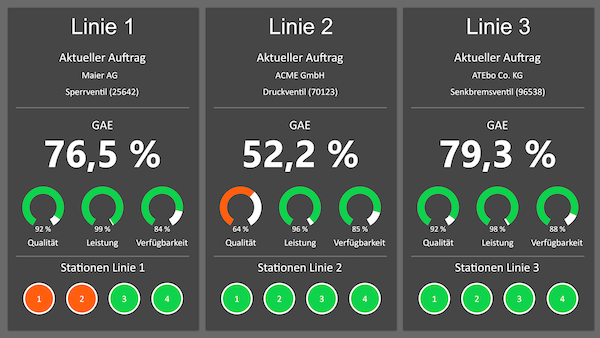 Linie 1
Aktueller Auftrag
Maier AG
Sperrventil (25642)
GAE
76,5 %
92 %
99 %
84 %
Qualität
Leistung
Verfügbarkeit
Stationen Linie 1
1
2
3
4
Linie 2
Aktueller Auftrag
ACME GmbH
Druckventil (70123)
GAE
52,2 %
64 %
96 %
85 %
Qualität
Leistung
Verfügbarkeit
Stationen Linie 2
1
2
3
4
Linie 3
Aktueller Auftrag
ATEbo Co. KG
Senkbremsventil (96538)
GAE
79,3 %
92 %
98 %
88 %
Qualität
Leistung
Verfügbarkeit
Stationen Linie 3
1
2
3
4